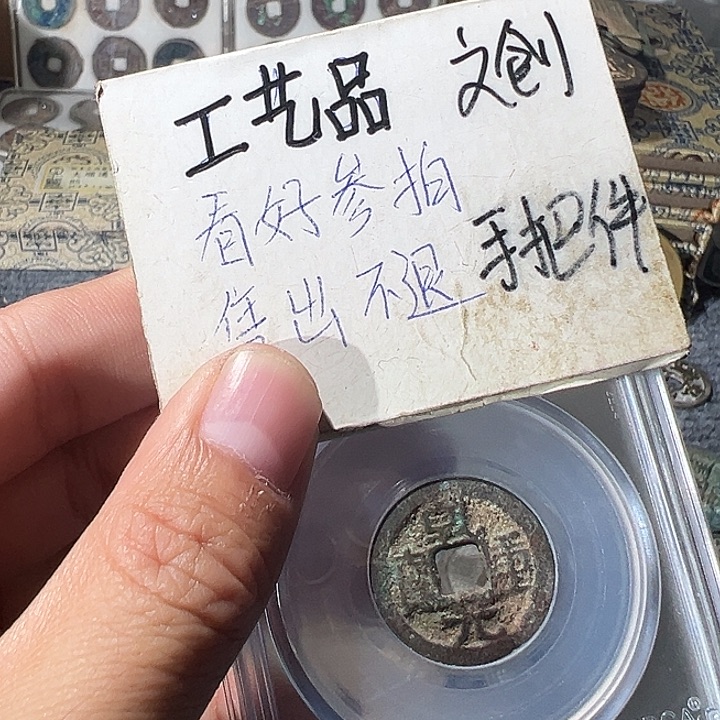 工艺品 文创
看好参拍
售出不退 手把件